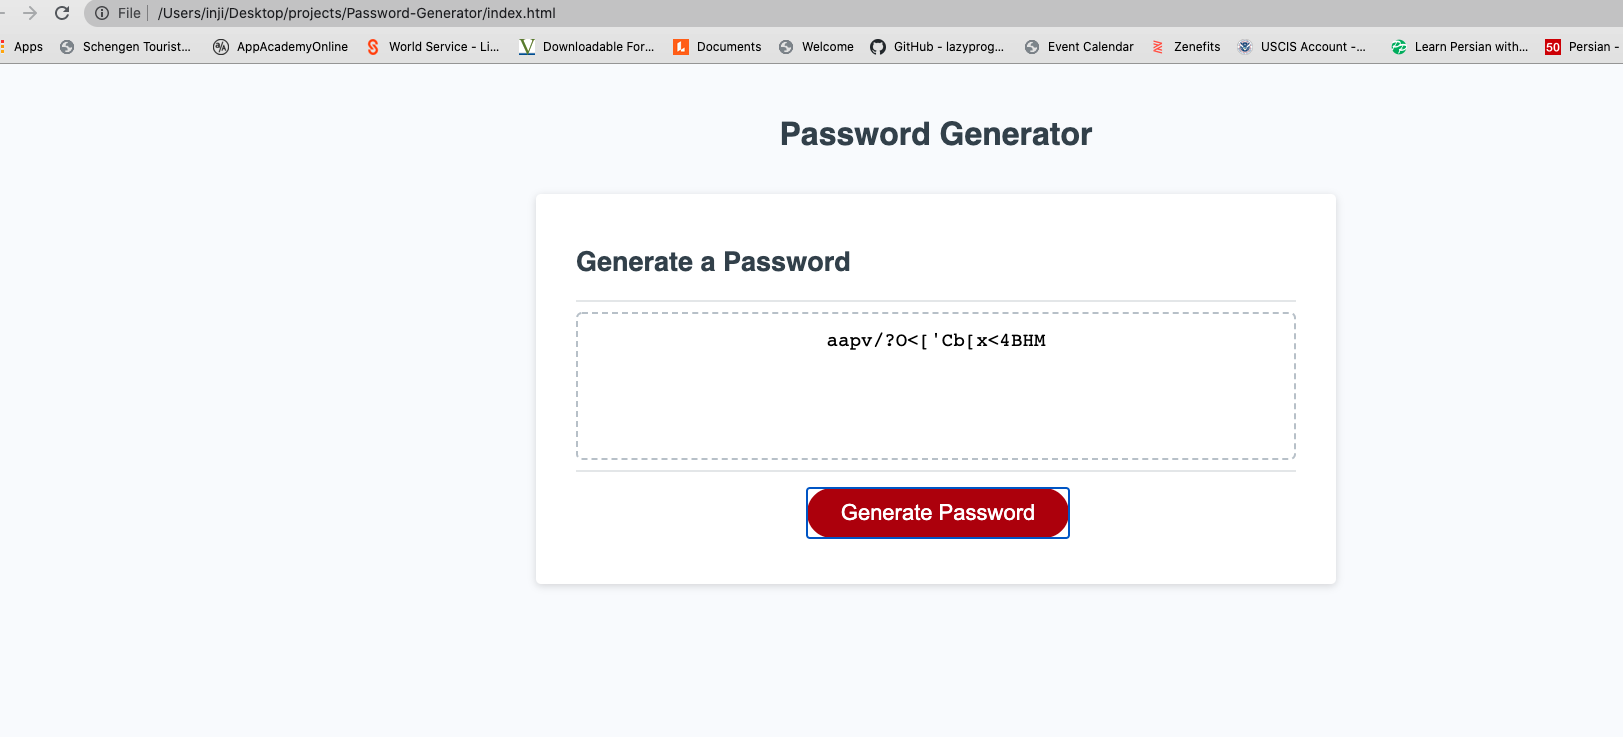 File /Users/inji/Desktop/projects/Password-Generator/index.html
Apps Schengen Tourist... AppAcademyOnline World Service - Li... Downloadable For... Documents Welcome GitHub - lazyprog... Event Calendar Zenefits USCIS Account -... Learn Persian with... 50 Persian -
Password Generator
Generate a Password
aapv/?O<['Cb[x<4BHM
Generate Password